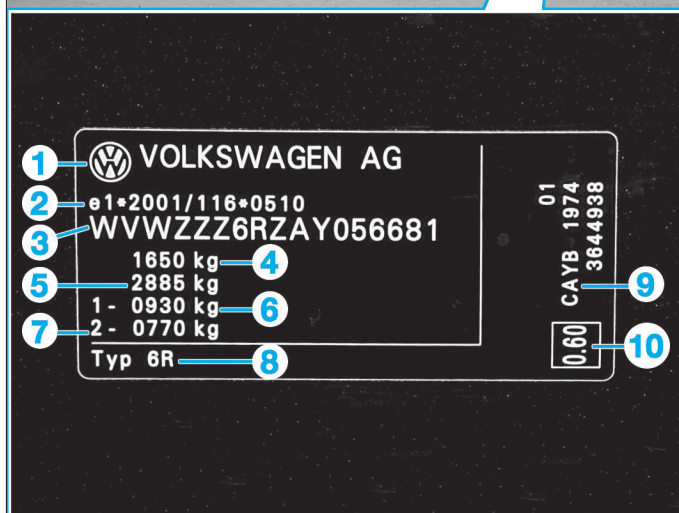 1 VOLKSWAGEN AG
2 e1*2001/116*0510
3 WVWZZZ6RZAY056681
1650 kg 4
5 2885 kg
1 - 0930 kg 6
7 2 - 0770 kg
Typ 6R 8
01
CAYB 1974
3644938
9
0.60
10